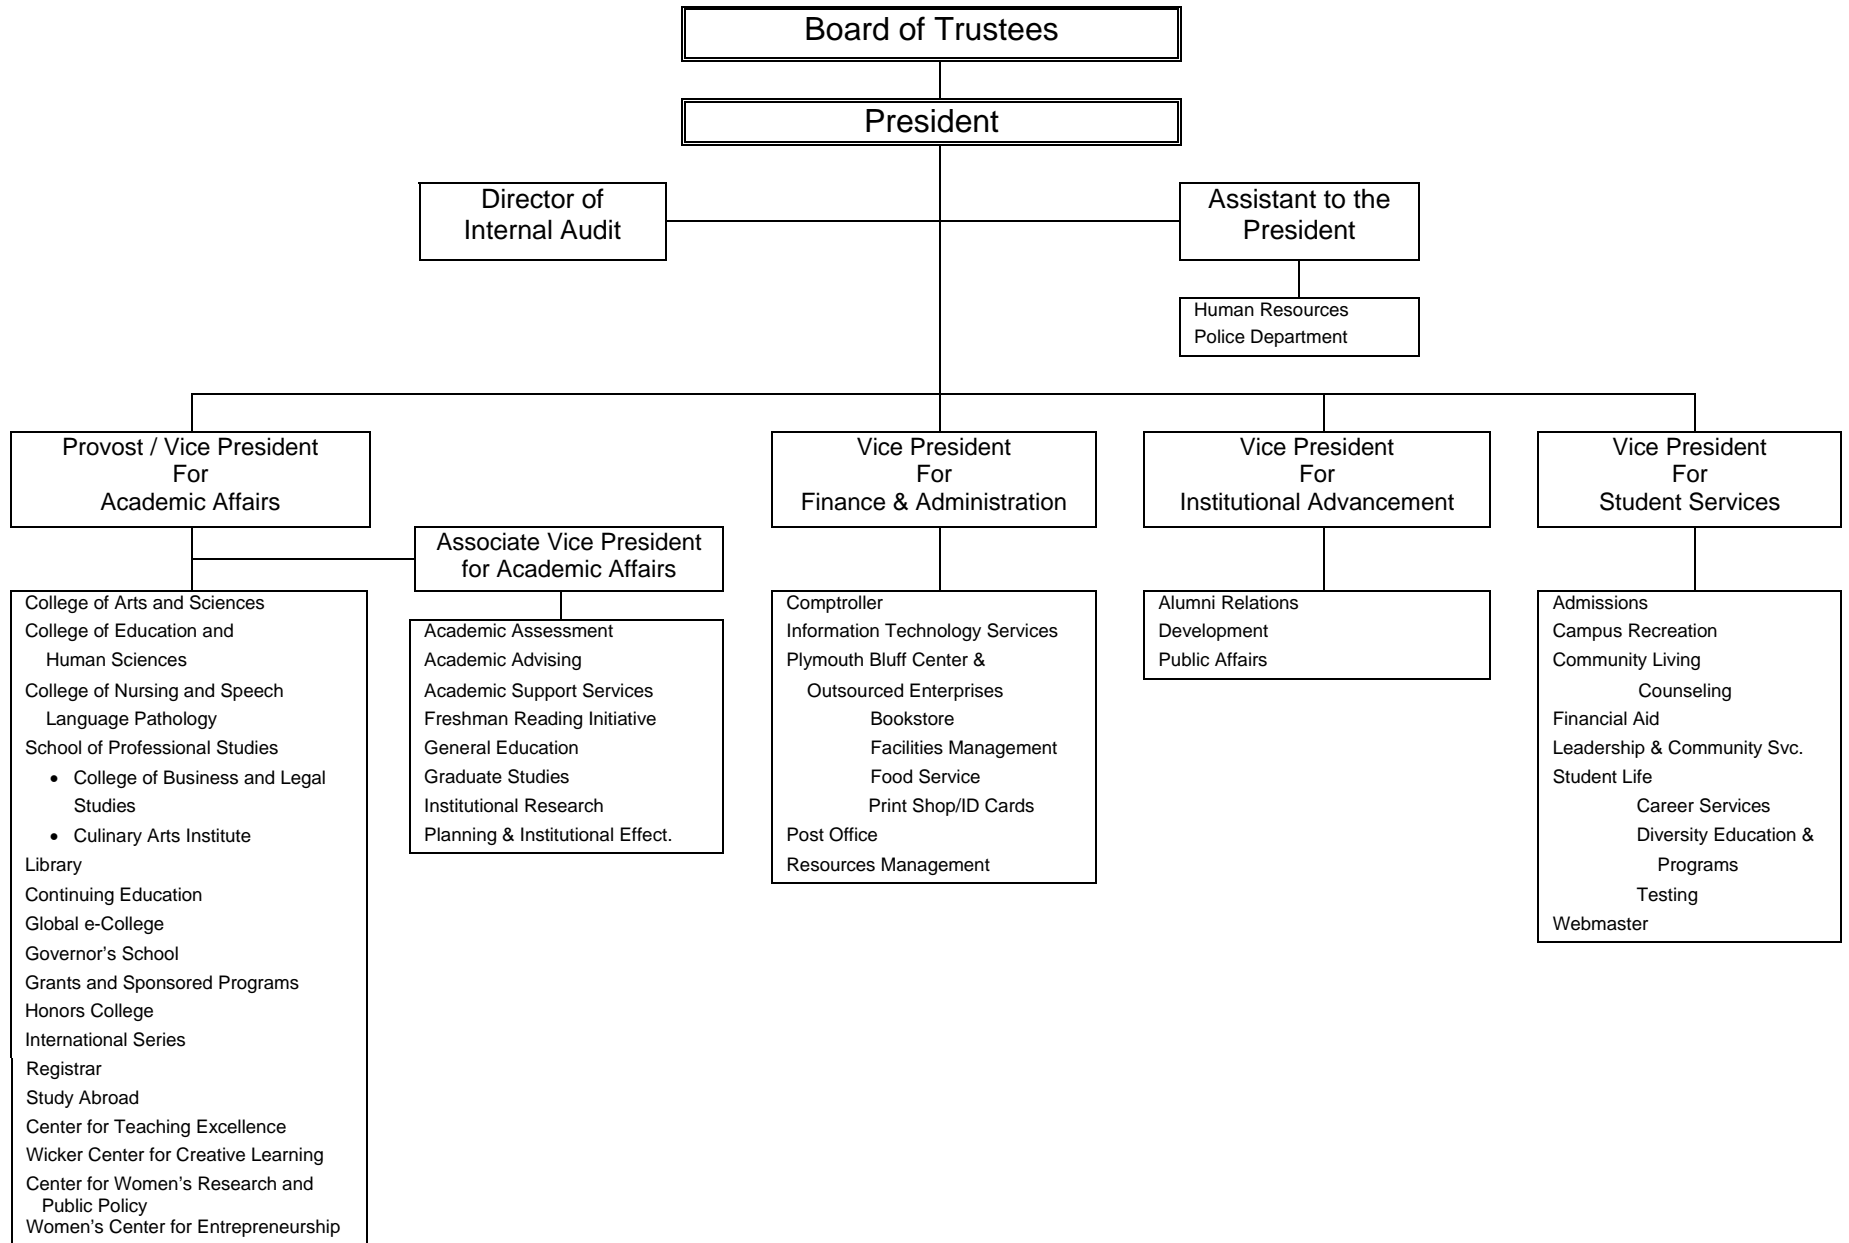 Board of Trustees
President
Director of
Internal Audit
Assistant to the
President
Human Resources
Police Department
Provost / Vice President
For
Academic Affairs
Vice President
For
Finance & Administration
Vice President
For
Institutional Advancement
Vice President
For
Student Services
Associate Vice President
for Academic Affairs
College of Arts and Sciences
College of Education and
Human Sciences
College of Nursing and Speech
Language Pathology
School of Professional Studies
• College of Business and Legal
Studies
• Culinary Arts Institute
Library
Continuing Education
Global e-College
Governor’s School
Grants and Sponsored Programs
Honors College
International Series
Registrar
Study Abroad
Center for Teaching Excellence
Wicker Center for Creative Learning
Center for Women’s Research and
Public Policy
Women’s Center for Entrepreneurship
Academic Assessment
Academic Advising
Academic Support Services
Freshman Reading Initiative
General Education
Graduate Studies
Institutional Research
Planning & Institutional Effect.
Comptroller
Information Technology Services
Plymouth Bluff Center &
Outsourced Enterprises
Bookstore
Facilities Management
Food Service
Print Shop/ID Cards
Post Office
Resources Management
Alumni Relations
Development
Public Affairs
Admissions
Campus Recreation
Community Living
Counseling
Financial Aid
Leadership & Community Svc.
Student Life
Career Services
Diversity Education &
Programs
Testing
Webmaster